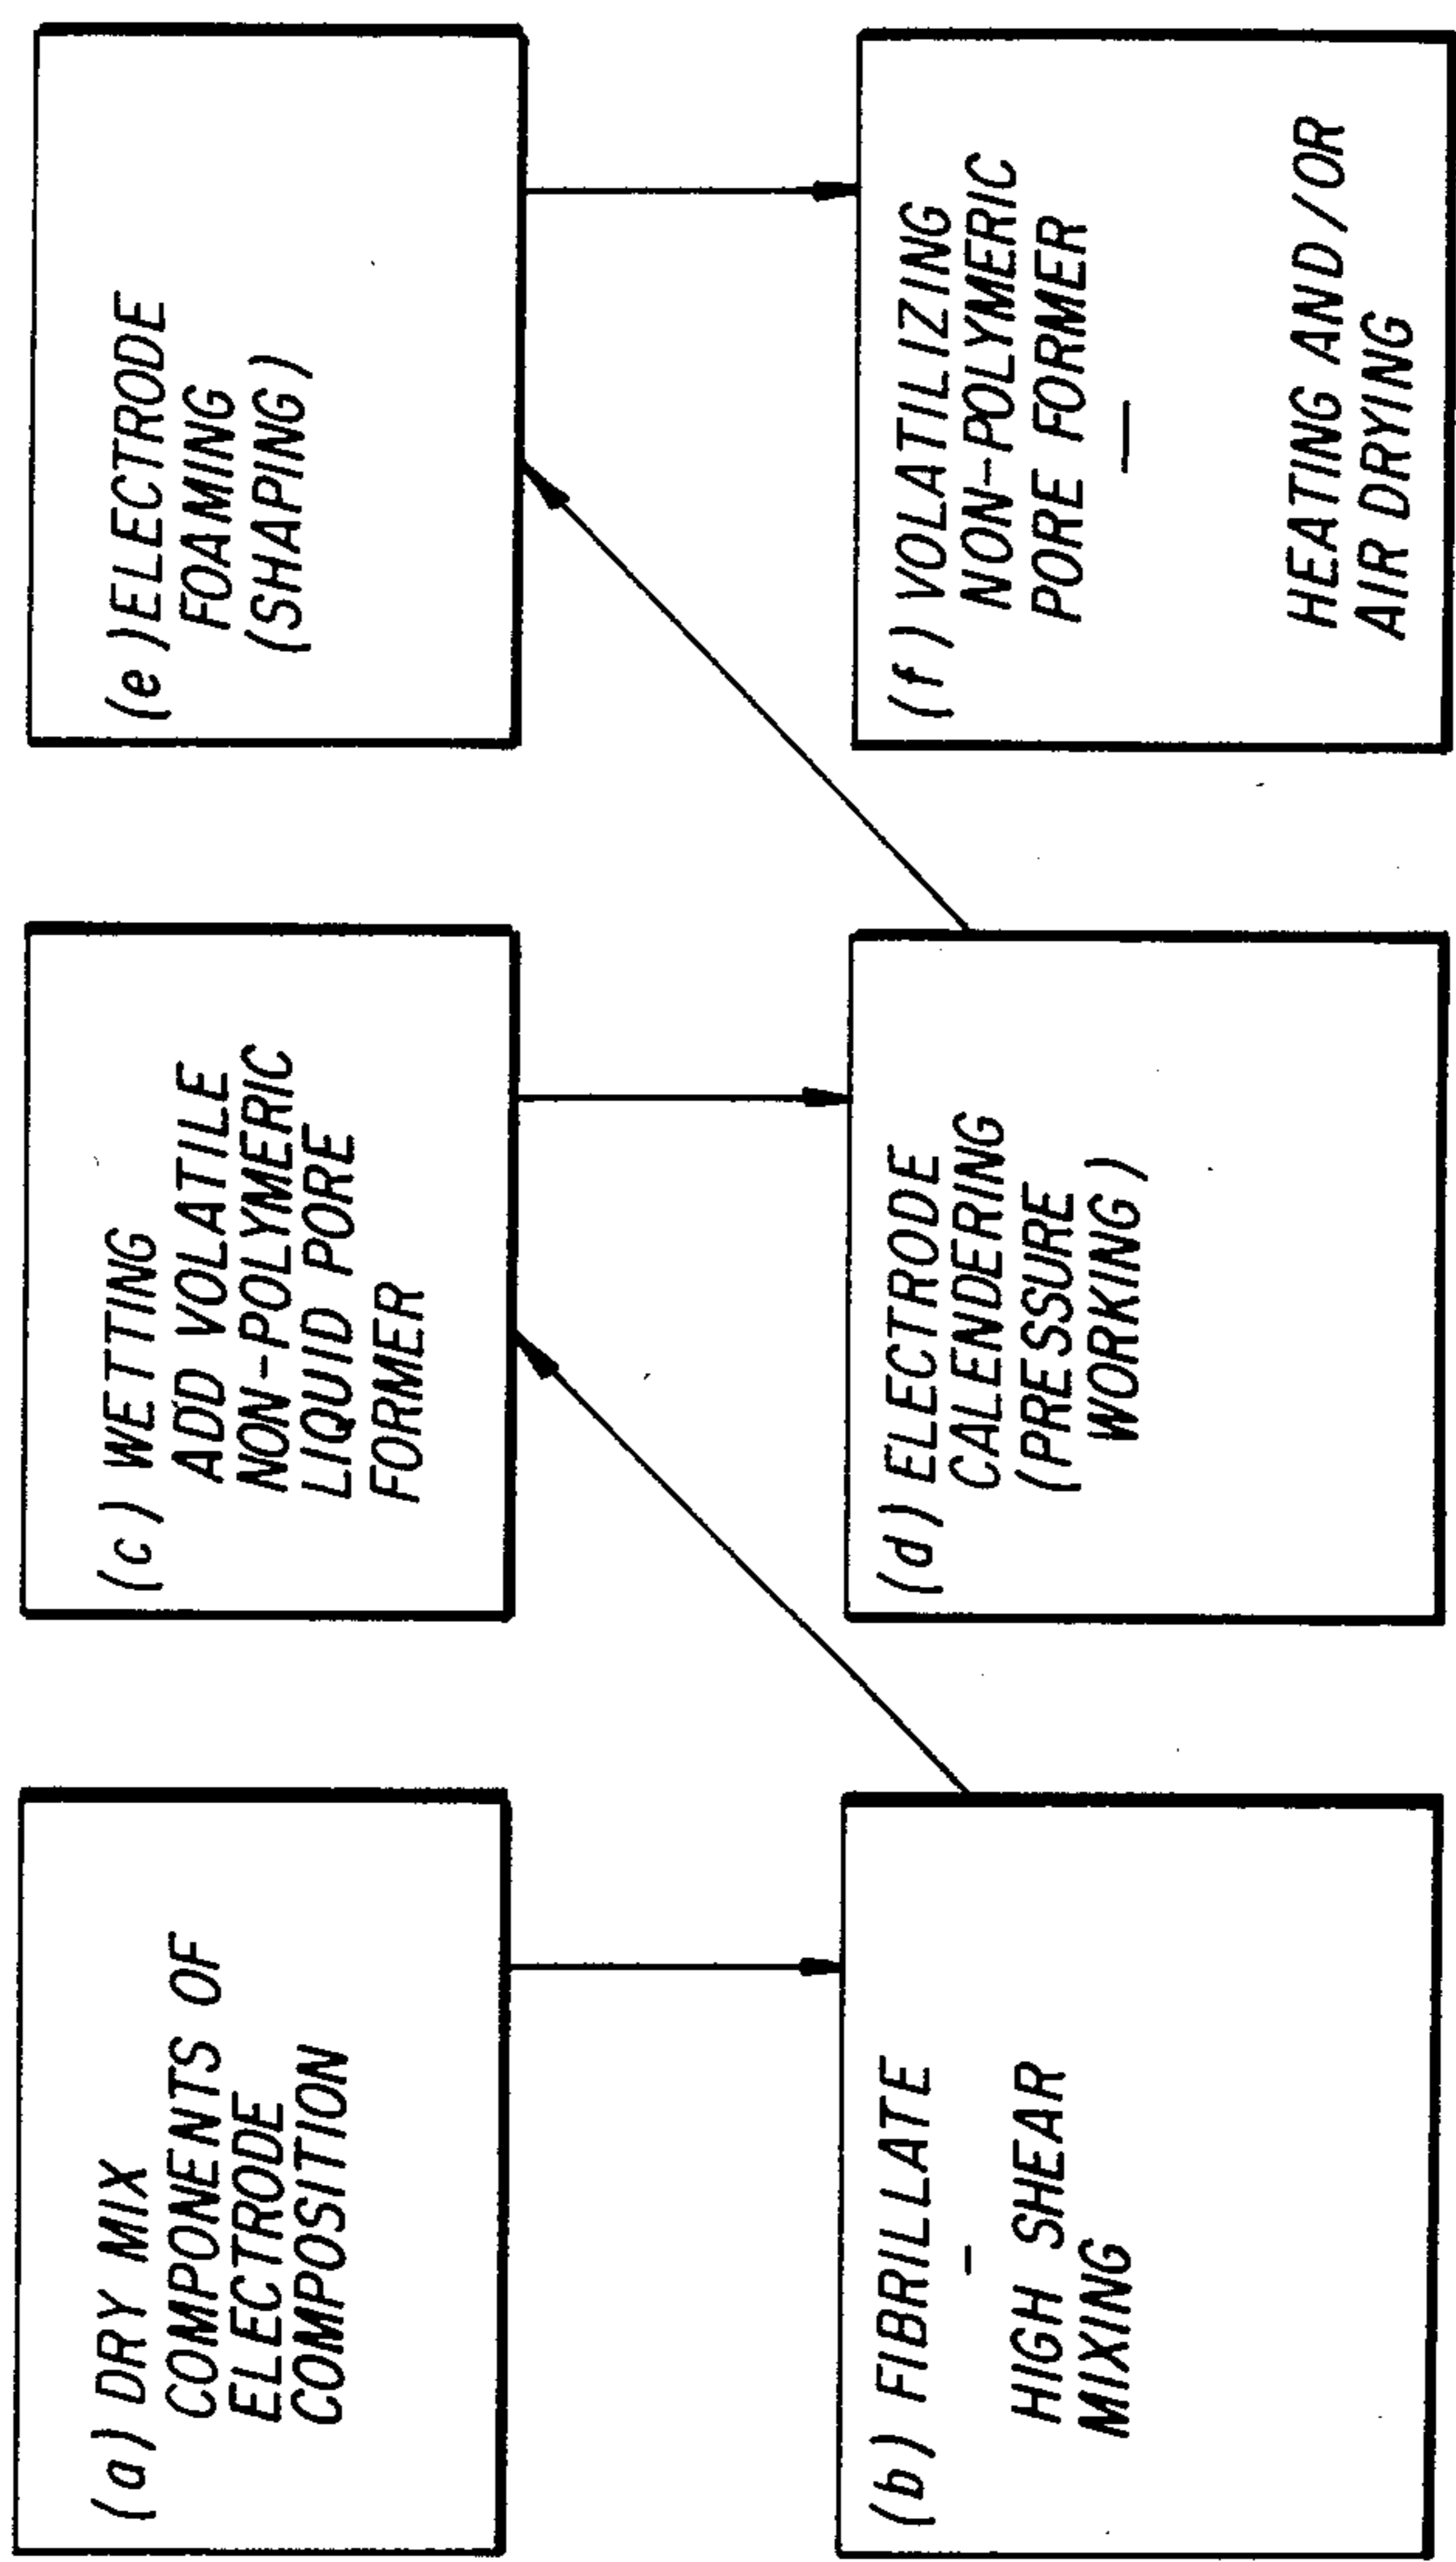 (a) DRY MIX
COMPONENTS OF
ELECTRODE
COMPOSITION
(b) FIBRILLATE
–
HIGH SHEAR
MIXING
(c) WETTING
ADD VOLATILE
NON-POLYMERIC
LIQUID PORE
FORMER
(d) ELECTRODE
CALENDERING
(PRESSURE
WORKING)
(e) ELECTRODE
FOAMING
(SHAPING)
(f) VOLATILIZING
NON-POLYMERIC
PORE FORMER
—
HEATING AND/OR
AIR DRYING